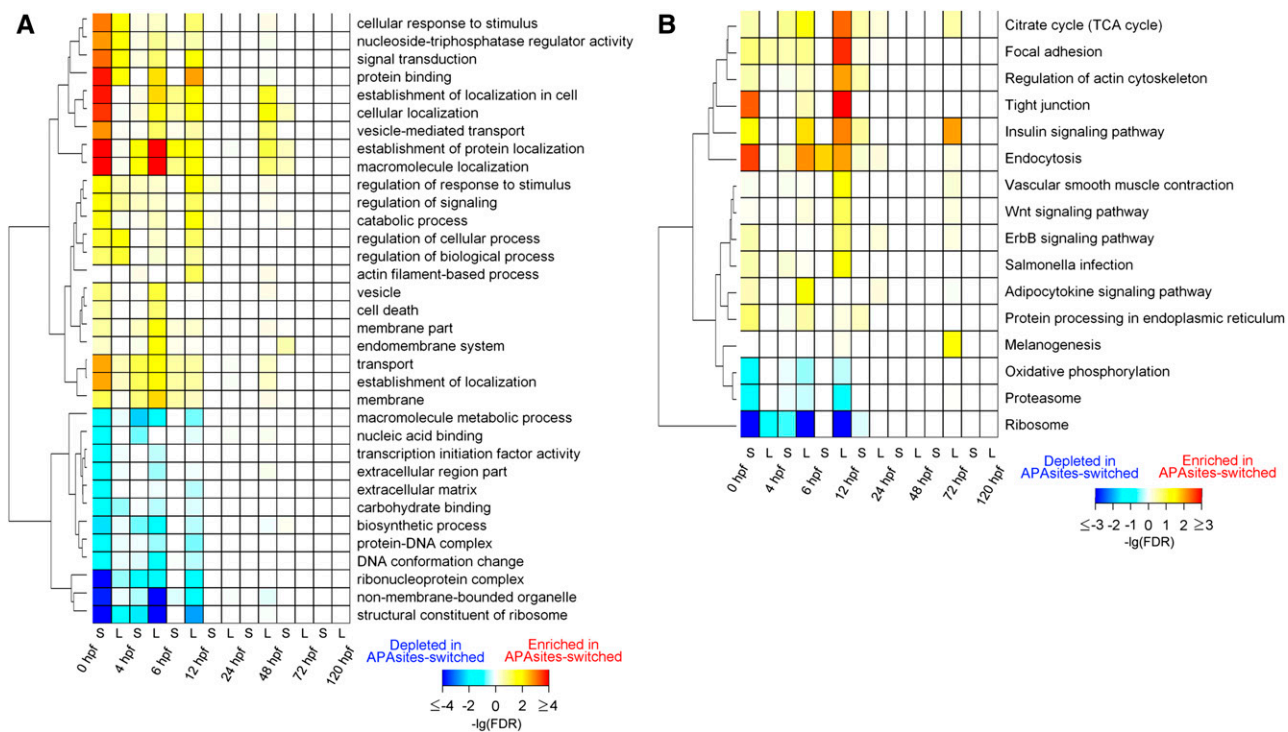 A
cellular response to stimulus
nucleoside-triphosphatase regulator activity
signal transduction
protein binding
establishment of localization in cell
cellular localization
vesicle-mediated transport
establishment of protein localization
macromolecule localization
regulation of response to stimulus
regulation of signaling
catabolic process
regulation of cellular process
regulation of biological process
actin filament-based process
vesicle
cell death
membrane part
endomembrane system
transport
establishment of localization
membrane
macromolecule metabolic process
nucleic acid binding
transcription initiation factor activity
extracellular region part
extracellular matrix
carbohydrate binding
biosynthetic process
protein-DNA complex
DNA conformation change
ribonucleoprotein complex
non-membrane-bounded organelle
structural constituent of ribosome
S L S L S L S L S L S L S L
0 hpf 4 hpf 6 hpf 12 hpf 24 hpf 48 hpf 72 hpf 120 hpf
Depleted in APAsites-switched
Enriched in APAsites-switched
≤-4 -2 0 2 ≥4
-lg(FDR)
B
Citrate cycle (TCA cycle)
Focal adhesion
Regulation of actin cytoskeleton
Tight junction
Insulin signaling pathway
Endocytosis
Vascular smooth muscle contraction
Wnt signaling pathway
ErbB signaling pathway
Salmonella infection
Adipocytokine signaling pathway
Protein processing in endoplasmic reticulum
Melanogenesis
Oxidative phosphorylation
Proteasome
Ribosome
S L S L S L S L S L S L S L
0 hpf 4 hpf 6 hpf 12 hpf 24 hpf 48 hpf 72 hpf 120 hpf
Depleted in APAsites-switched
Enriched in APAsites-switched
≤-3 -2 -1 0 1 2 ≥3
-lg(FDR)